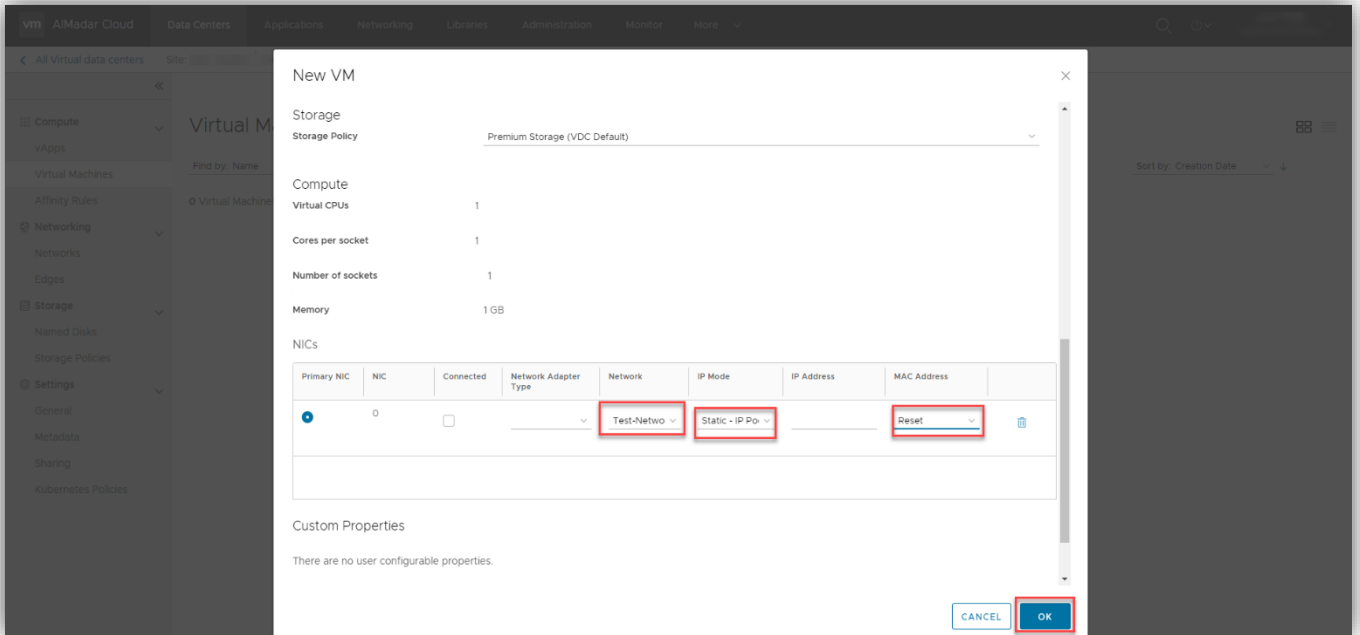 vm AlMadar Cloud Data Centers Applications Networking Libraries Administration Monitor More
All Virtual data centers Site:
New VM
Compute
vApps
Virtual Machines
Affinity Rules
Networking
Networks
Edges
Storage
Named Disks
Storage Policies
Settings
General
Metadata
Sharing
Kubernetes Policies
Virtual M
Find by: Name
Sort by: Creation Date
0 Virtual Machine
Storage
Storage Policy Premium Storage (VDC Default)
Compute
Virtual CPUs 1
Cores per socket 1
Number of sockets 1
Memory 1 GB
NICs
Primary NIC NIC Connected Network Adapter Type Network IP Mode IP Address MAC Address
0 Test-Netwo Static - IP Po Reset
Custom Properties
There are no user configurable properties.
CANCEL OK